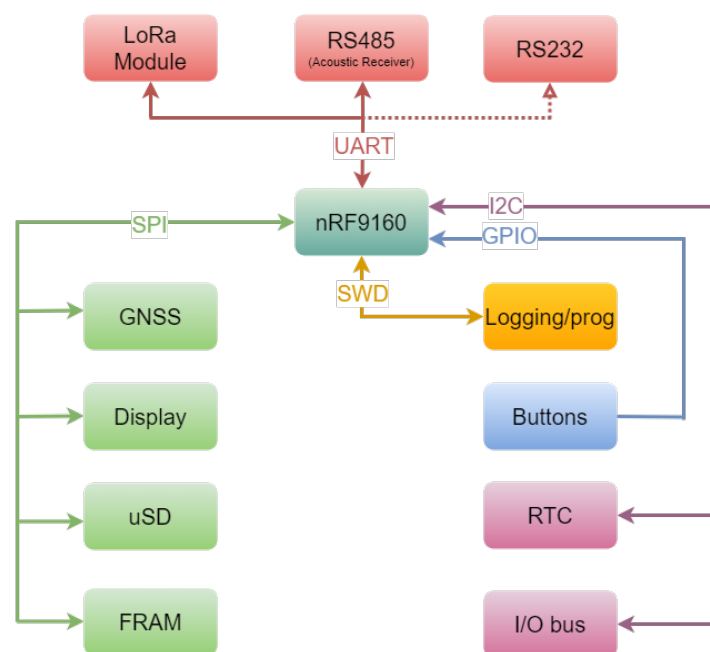 LoRa
Module
RS485
(Acoustic Receiver)
RS232
UART
I2C
SPI
nRF9160
GPIO
SWD
GNSS
Logging/prog
Display
Buttons
uSD
RTC
FRAM
I/O bus